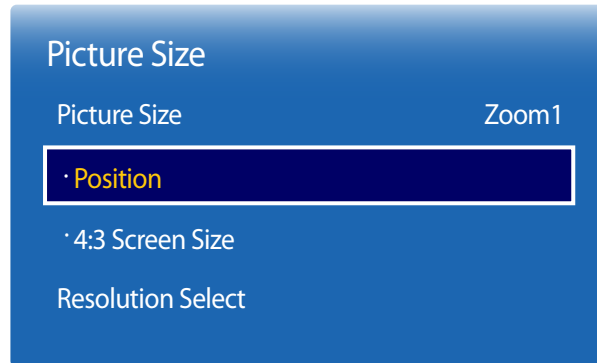 Picture Size
Picture Size Zoom1
· Position
· 4:3 Screen Size
Resolution Select